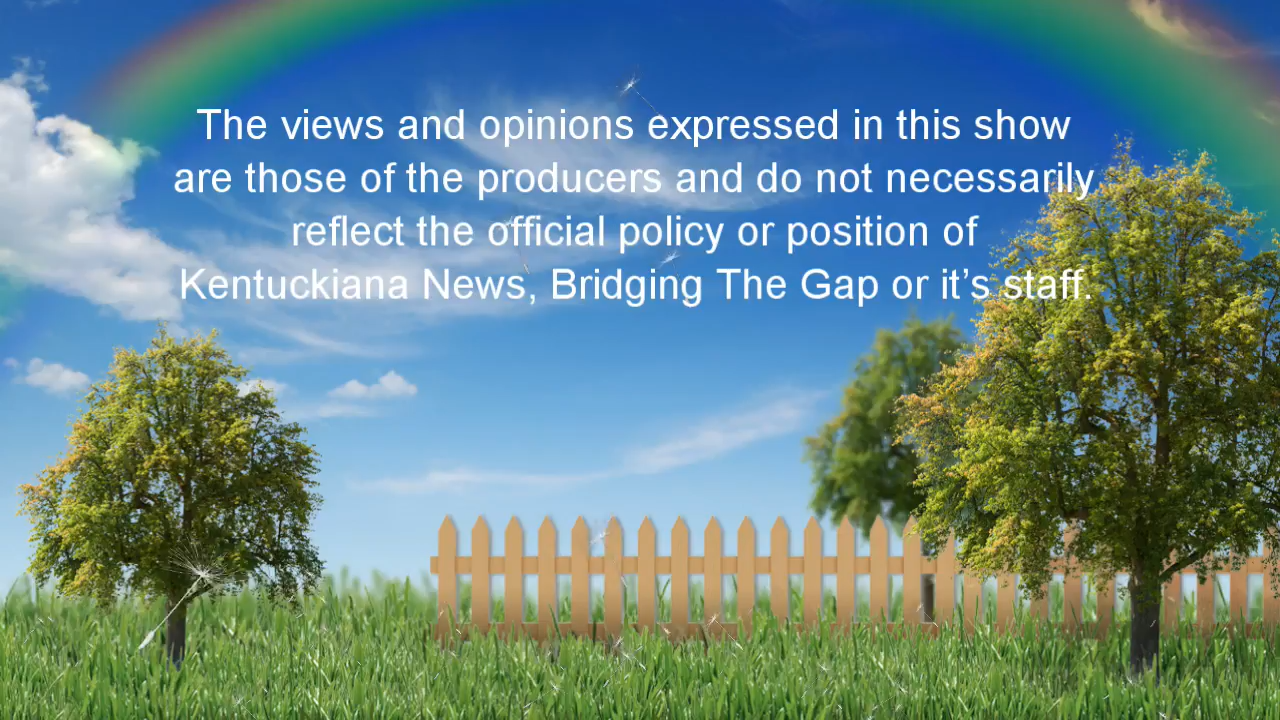 The views and opinions expressed in this show
are those of the producers and do not necessarily
reflect the official policy or position of
Kentuckiana News, Bridging The Gap or it’s staff.